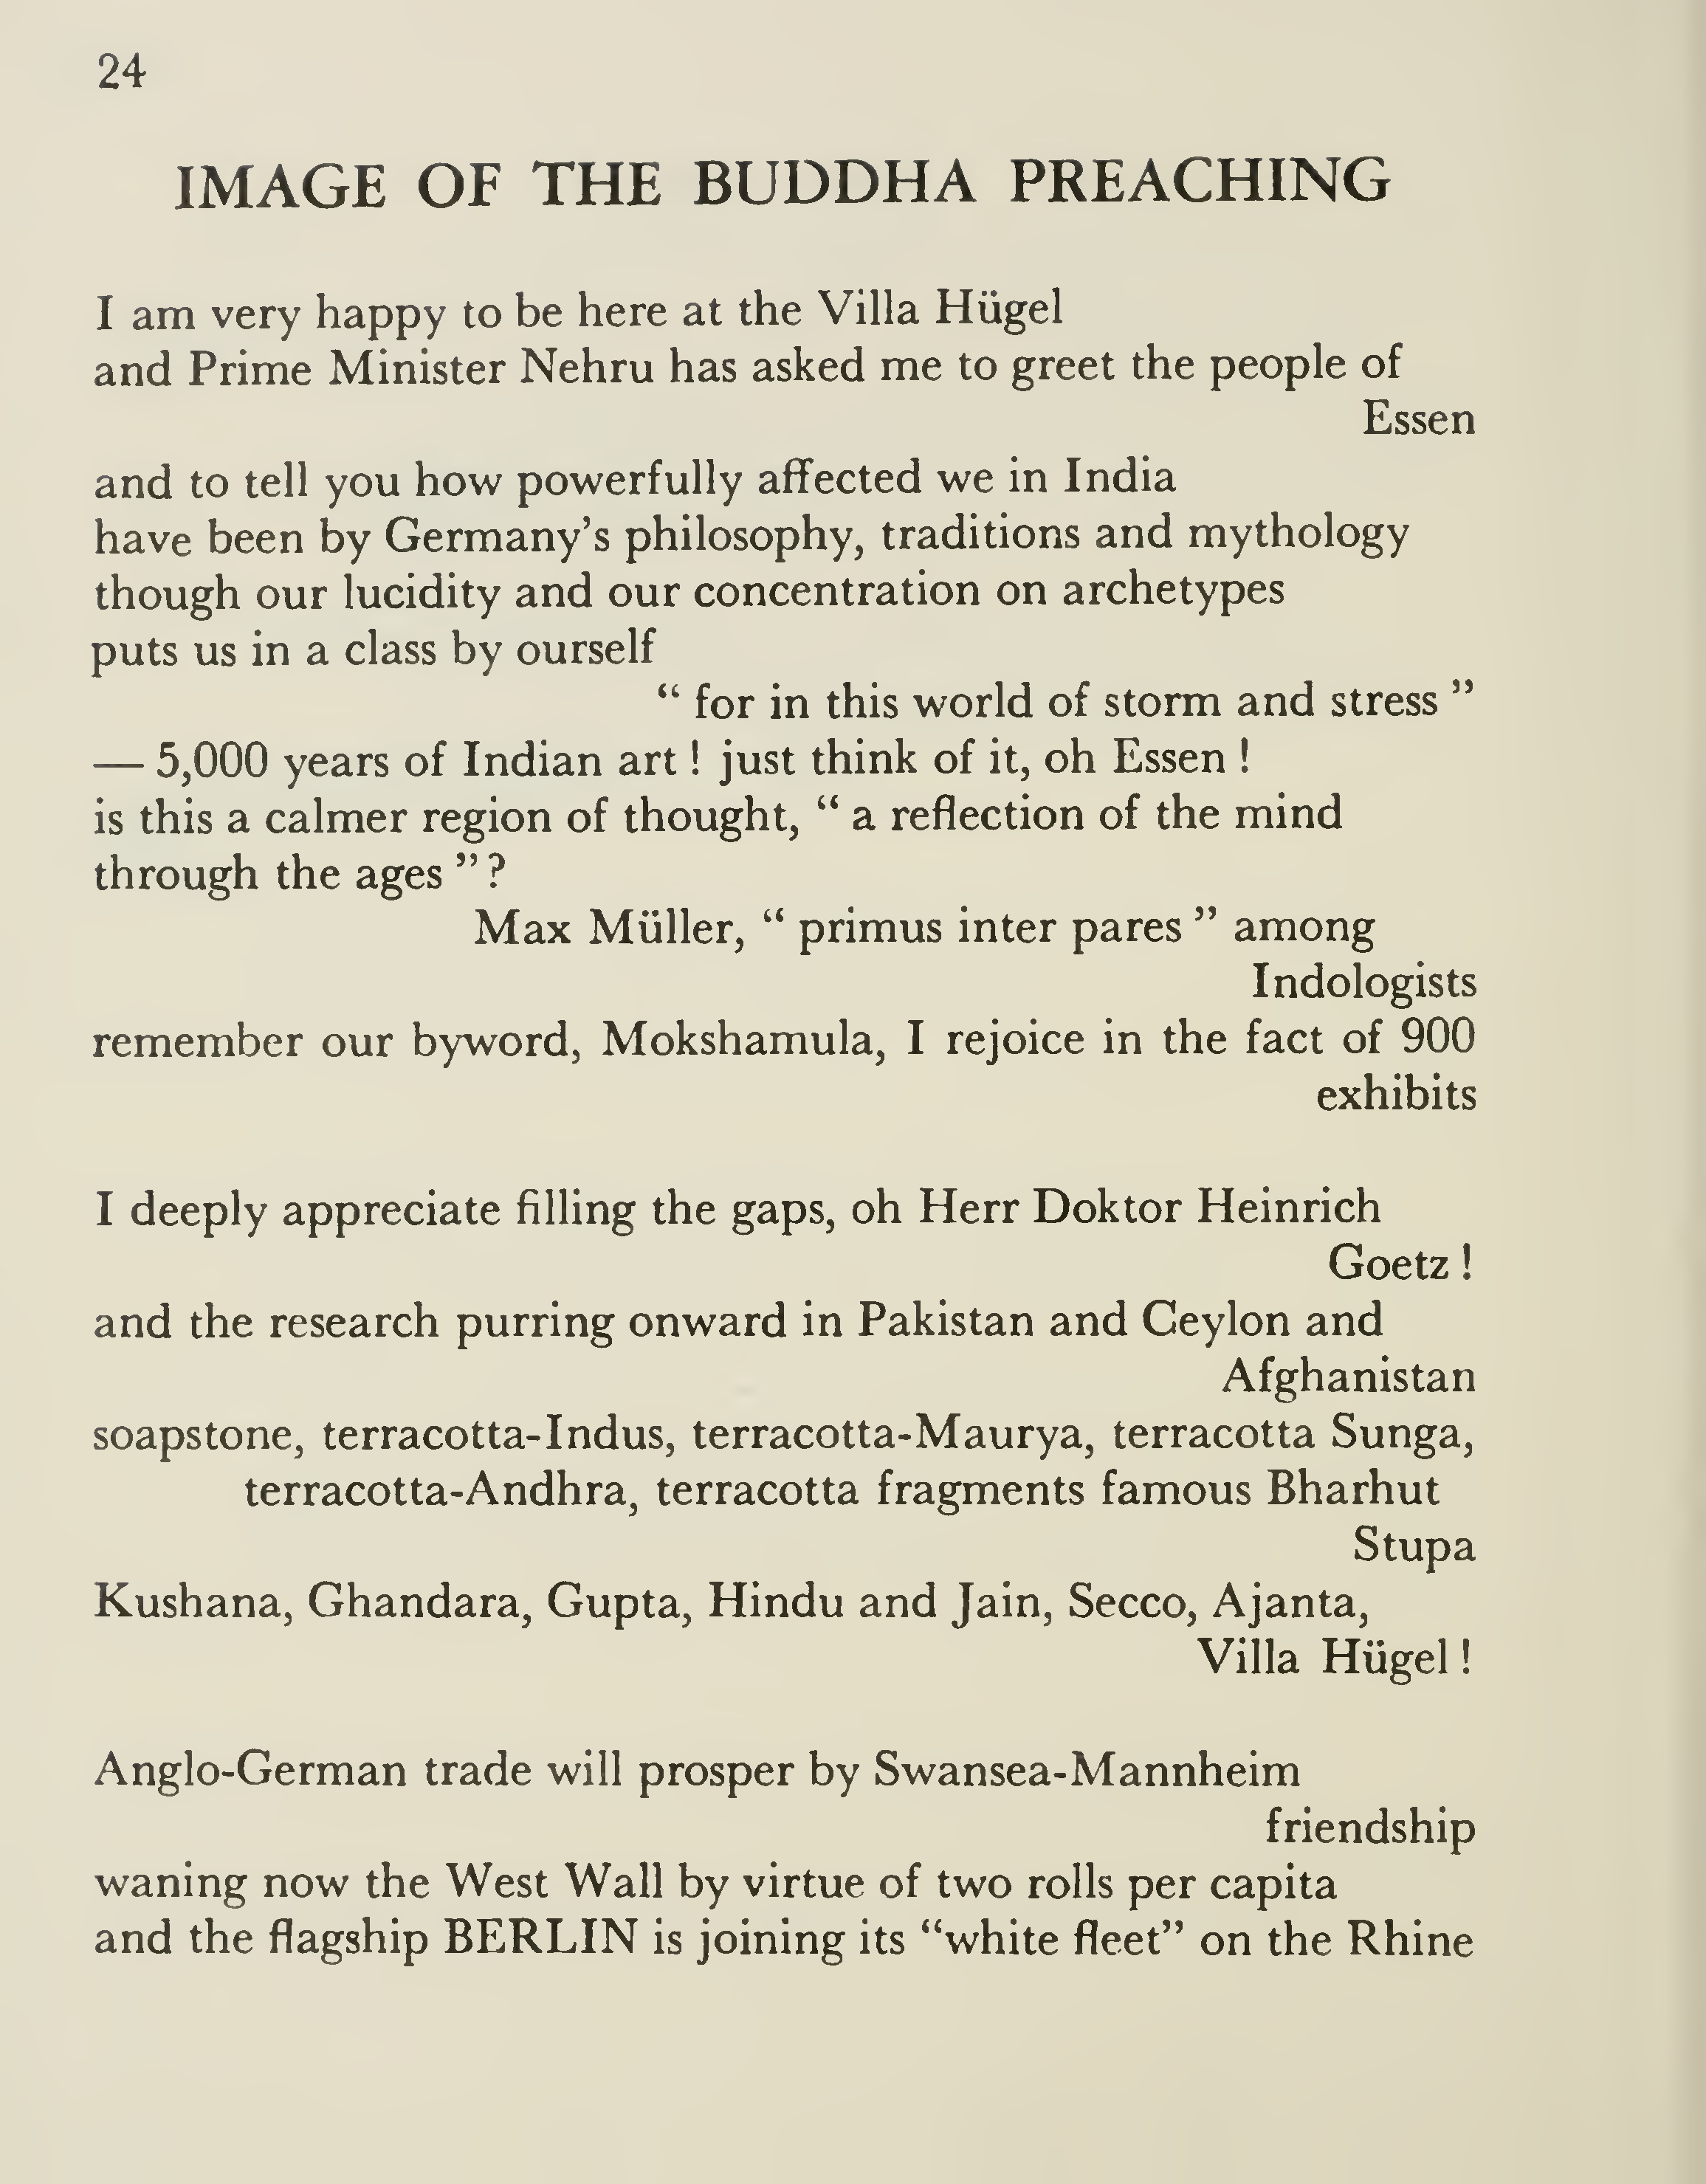 24
IMAGE OF THE BUDDHA PREACHING
I am very happy to be here at the Villa Hügel
and Prime Minister Nehru has asked me to greet the people of
Essen
and to tell you how powerfully affected we in India
have been by Germany's philosophy, traditions and mythology
though our lucidity and our concentration on archetypes
puts us in a class by ourself
“ for in this world of storm and stress ”
— 5,000 years of Indian art ! just think of it, oh Essen !
is this a calmer region of thought, “ a reflection of the mind
through the ages ” ?
Max Müller, “ primus inter pares ” among
Indologists
remember our byword, Mokshamula, I rejoice in the fact of 900
exhibits
I deeply appreciate filling the gaps, oh Herr Doktor Heinrich
Goetz !
and the research purring onward in Pakistan and Ceylon and
Afghanistan
soapstone, terracotta-Indus, terracotta-Maurya, terracotta Sunga,
terracotta-Andhra, terracotta fragments famous Bharhut
Stupa
Kushana, Ghandara, Gupta, Hindu and Jain, Secco, Ajanta,
Villa Hügel !
Anglo-German trade will prosper by Swansea-Mannheim
friendship
waning now the West Wall by virtue of two rolls per capita
and the flagship BERLIN is joining its “white fleet” on the Rhine